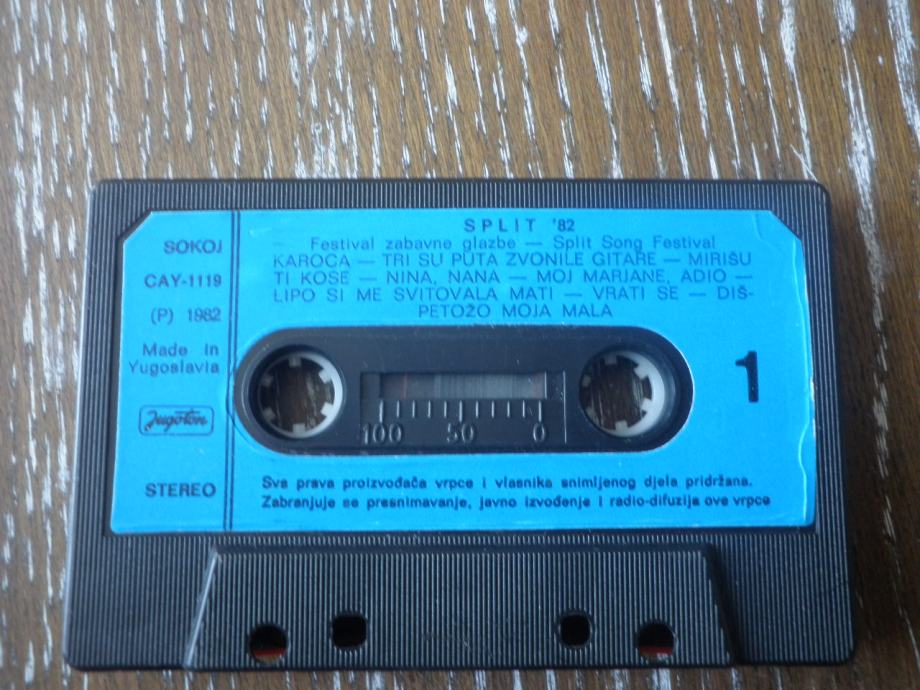 SPLIT '82
Festival zabavne glazbe — Split Song Festival
KAROCA — TRI SU PUTA ZVONILE GITARE — MIRIŠU
TI KOSE — NINA, NANA — MOJ MARJANE, ADIO —
LIPO SI ME SVITOVALA MATI — VRATI SE — DIŠ-
PETOŽO MOJA MALA
SOKOJ
CAY-1119
(P) 1982
Made in
Yugoslavia
Jugoton
STEREO
1
100 50 0
Sva prava proizvođača vrpce i vlasnika snimljenog djela pridržana.
Zabranjuje se presnimavanje, javno izvođenje i radio-difuzija ove vrpce